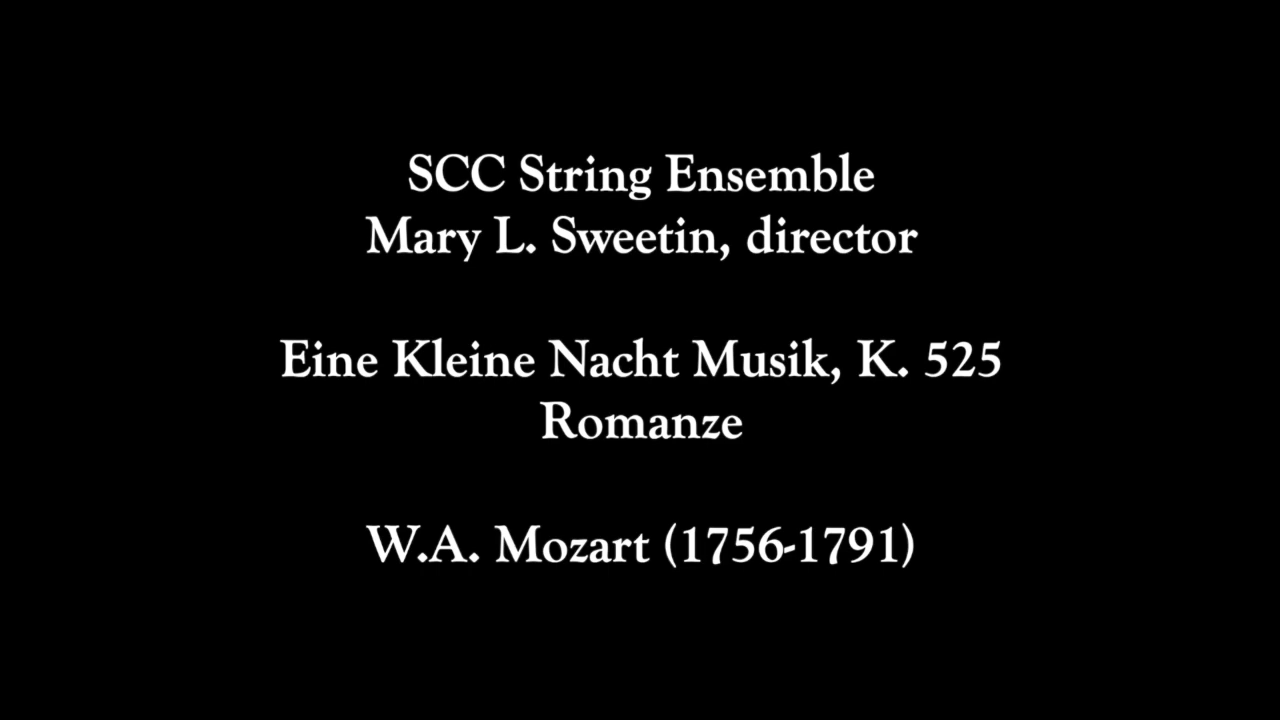 SCC String Ensemble
Mary L. Sweetin, director
Eine Kleine Nacht Musik, K. 525
Romanze
W.A. Mozart (1756-1791)